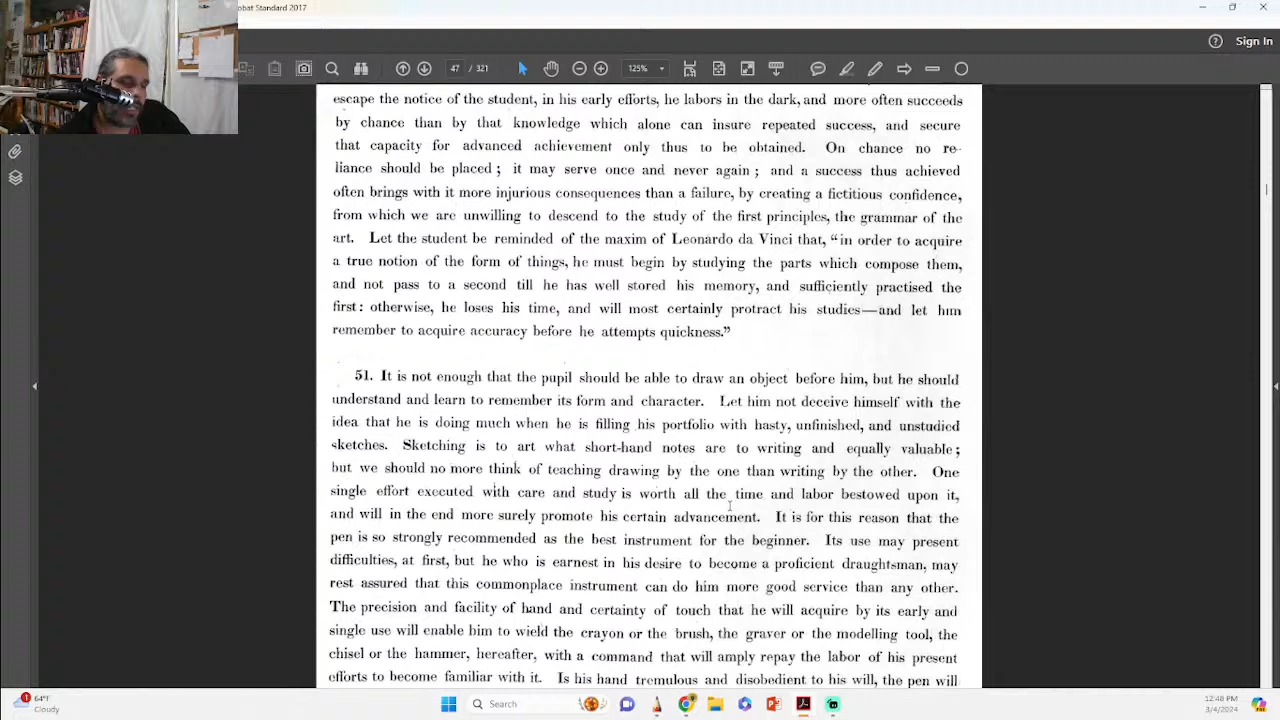 obat Standard 2017
Sign In
47 / 321
125%
escape the notice of the student, in his early efforts, he labors in the dark, and more often succeeds
by chance than by that knowledge which alone can insure repeated success, and secure
that capacity for advanced achievement only thus to be obtained. On chance no re-
liance should be placed ; it may serve once and never again ; and a success thus achieved
often brings with it more injurious consequences than a failure, by creating a fictitious confidence,
from which we are unwilling to descend to the study of the first principles, the grammar of the
art. Let the student be reminded of the maxim of Leonardo da Vinci that, “in order to acquire
a true notion of the form of things, he must begin by studying the parts which compose them,
and not pass to a second till he has well stored his memory, and sufficiently practised the
first : otherwise, he loses his time, and will most certainly protract his studies—and let him
remember to acquire accuracy before he attempts quickness.”
51. It is not enough that the pupil should be able to draw an object before him, but he should
understand and learn to remember its form and character. Let him not deceive himself with the
idea that he is doing much when he is filling his portfolio with hasty, unfinished, and unstudied
sketches. Sketching is to art what short-hand notes are to writing and equally valuable ;
but we should no more think of teaching drawing by the one than writing by the other. One
single effort executed with care and study is worth all the time and labor bestowed upon it,
and will in the end more surely promote his certain advancement. It is for this reason that the
pen is so strongly recommended as the best instrument for the beginner. Its use may present
difficulties, at first, but he who is earnest in his desire to become a proficient draughtsman, may
rest assured that this commonplace instrument can do him more good service than any other.
The precision and facility of hand and certainty of touch that he will acquire by its early and
single use will enable him to wield the crayon or the brush, the graver or the modelling tool, the
chisel or the hammer, hereafter, with a command that will amply repay the labor of his present
efforts to become familiar with it. Is his hand tremulous and disobedient to his will, the pen will
1
64°F
Cloudy
Search
12:48 PM
3/4/2024